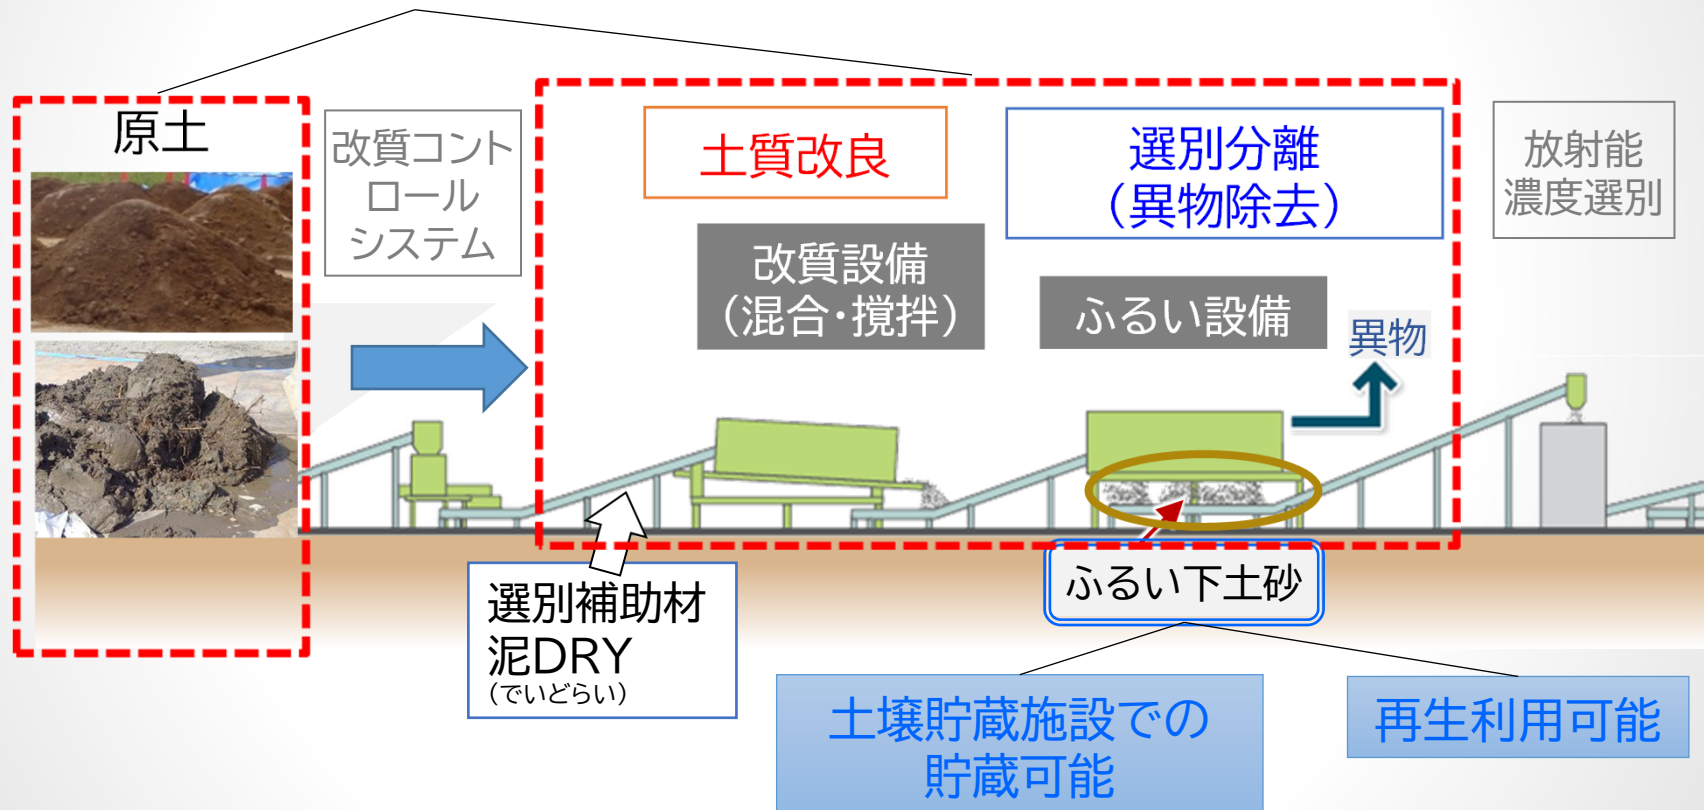 原土
改質コント
ロール
システム
土質改良
選別分離
（異物除去）
放射能
濃度選別
改質設備
（混合・撹拌）
ふるい設備
異物
選別補助材
泥DRY
（でいどらい）
ふるい下土砂
土壌貯蔵施設での
貯蔵可能
再生利用可能